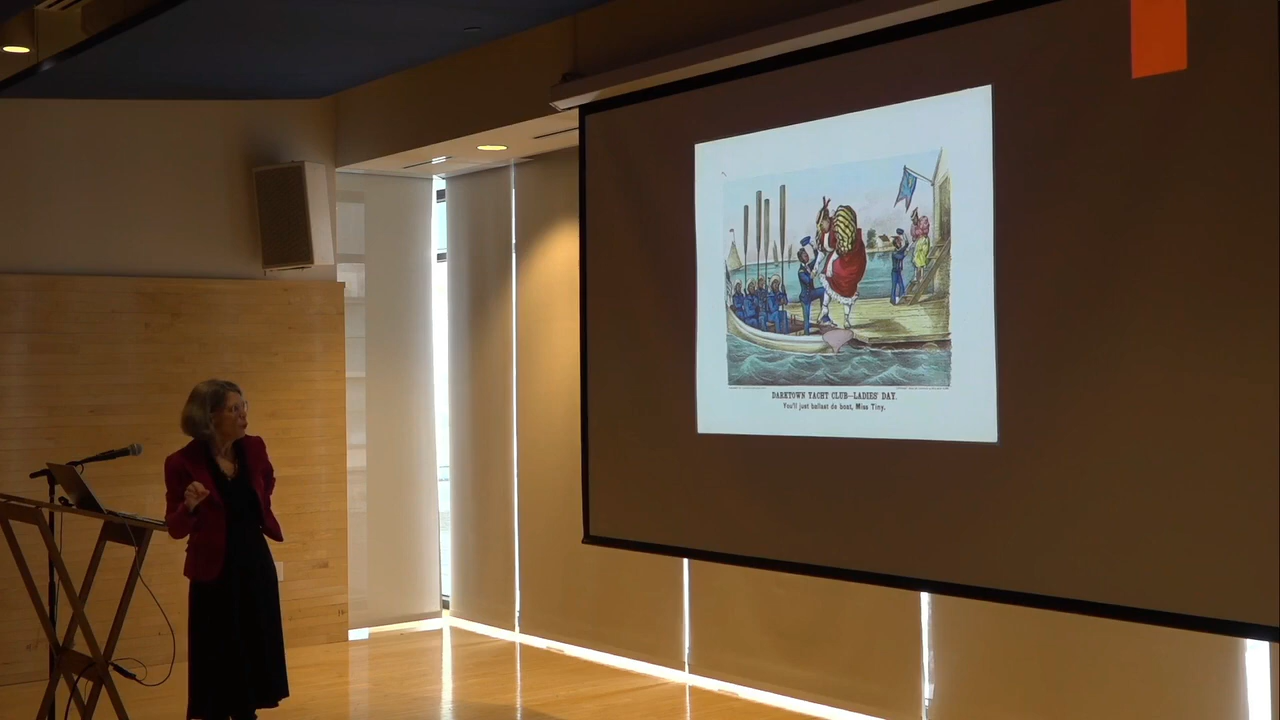 DARKTOWN YACHT CLUB—LADIES' DAY.
You'll just ballast de boat, Miss Tiny.